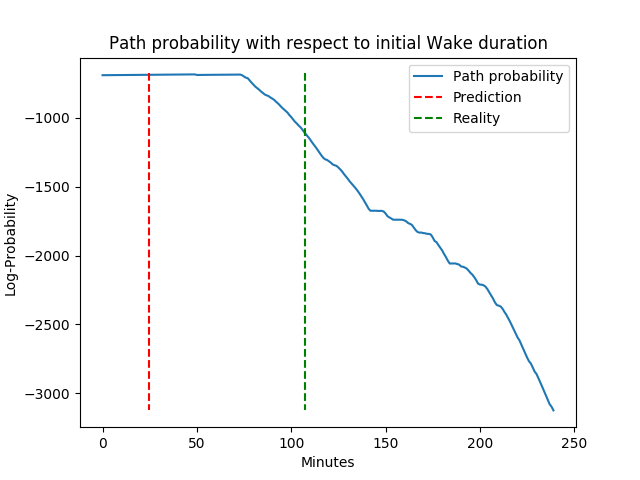 Path probability with respect to initial Wake duration
Path probability
Prediction
Reality
Log-Probability
−1000
−1500
−2000
−2500
−3000
0 50 100 150 200 250
Minutes